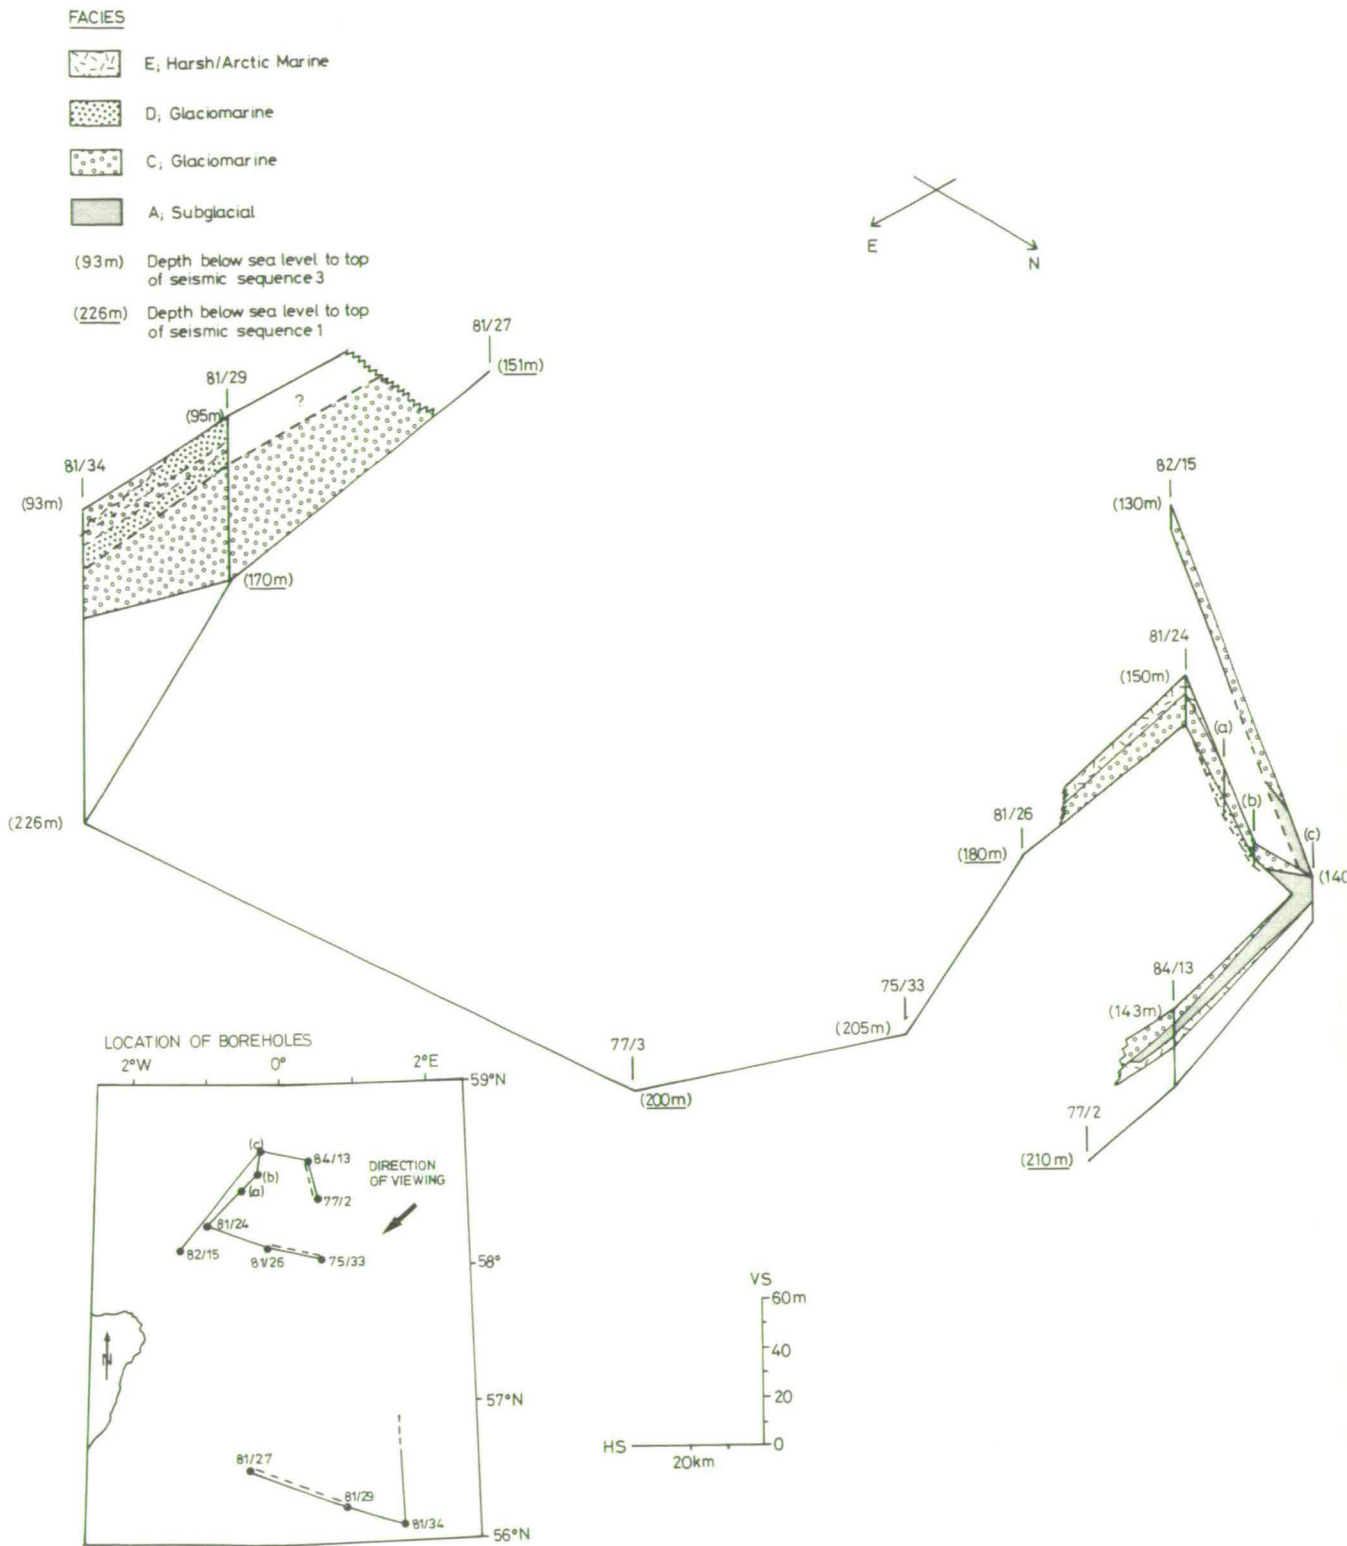 FACIES
E; Harsh/Arctic Marine
D; Glaciomarine
C; Glaciomarine
A; Subglacial
(93m) Depth below sea level to top
of seismic sequence 3
(226m) Depth below sea level to top
of seismic sequence 1
E
N
81/27
(151m)
81/29
(95m)
?
81/34
(93m)
(170m)
(226m)
82/15
(130m)
81/24
(150m)
(a)
(b)
(c)
(140
81/26
(180m)
75/33
(205m)
84/13
(143m)
77/3
(200m)
77/2
(210m)
LOCATION OF BOREHOLES
2°W 0° 2°E
59°N
(c)
84/13
(b)
(a)
77/2
DIRECTION
OF VIEWING
81/24
82/15
81/26
75/33
58°
N
57°N
81/27
81/29
81/34
56°N
VS
60m
40
20
0
HS
20km